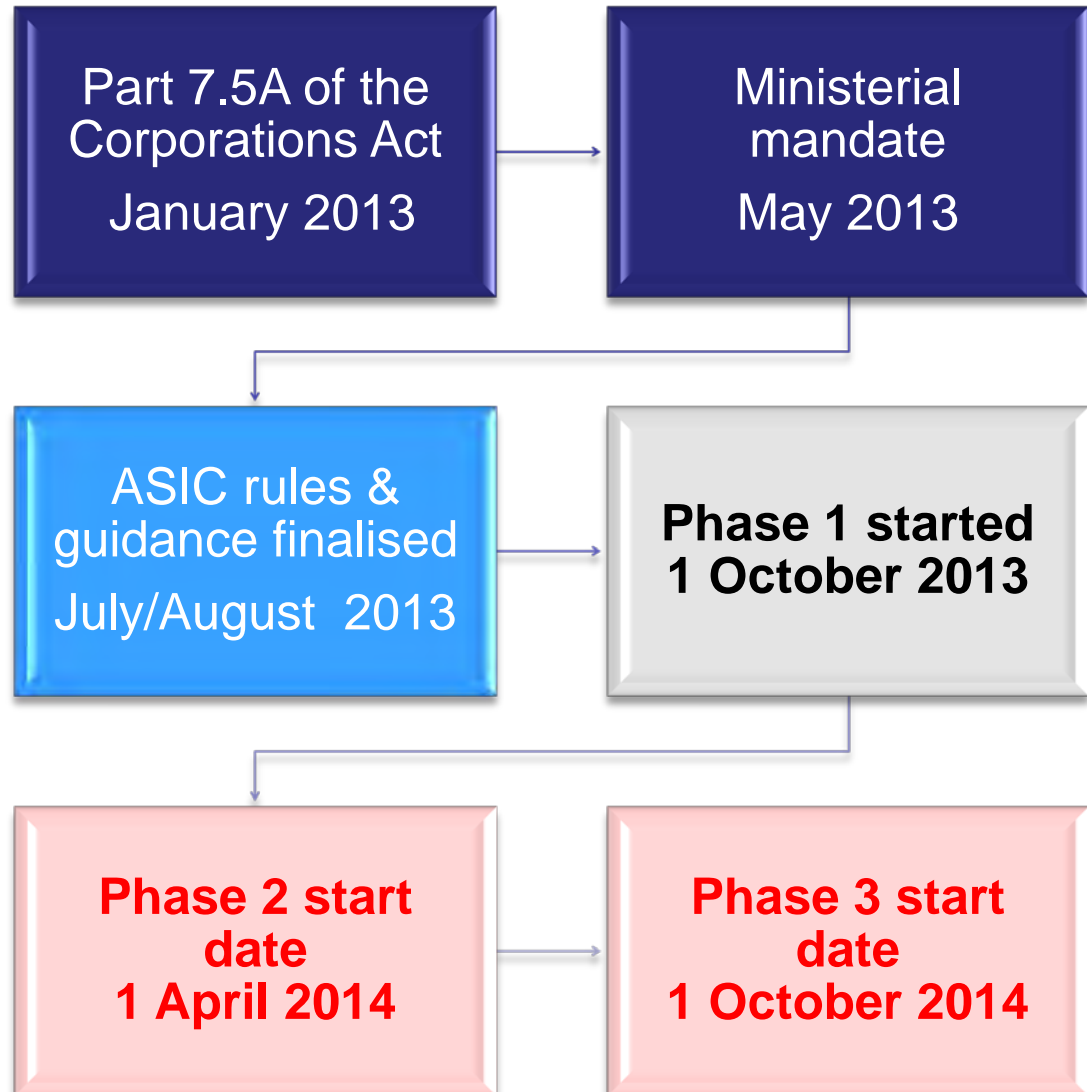 Part 7.5A of the
Corporations Act
January 2013
Ministerial
mandate
May 2013
ASIC rules &
guidance finalised
July/August  2013
Phase 1 started
1 October 2013
Phase 2 start
date
1 April 2014
Phase 3 start
date
1 October 2014